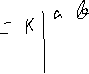 = K | a b